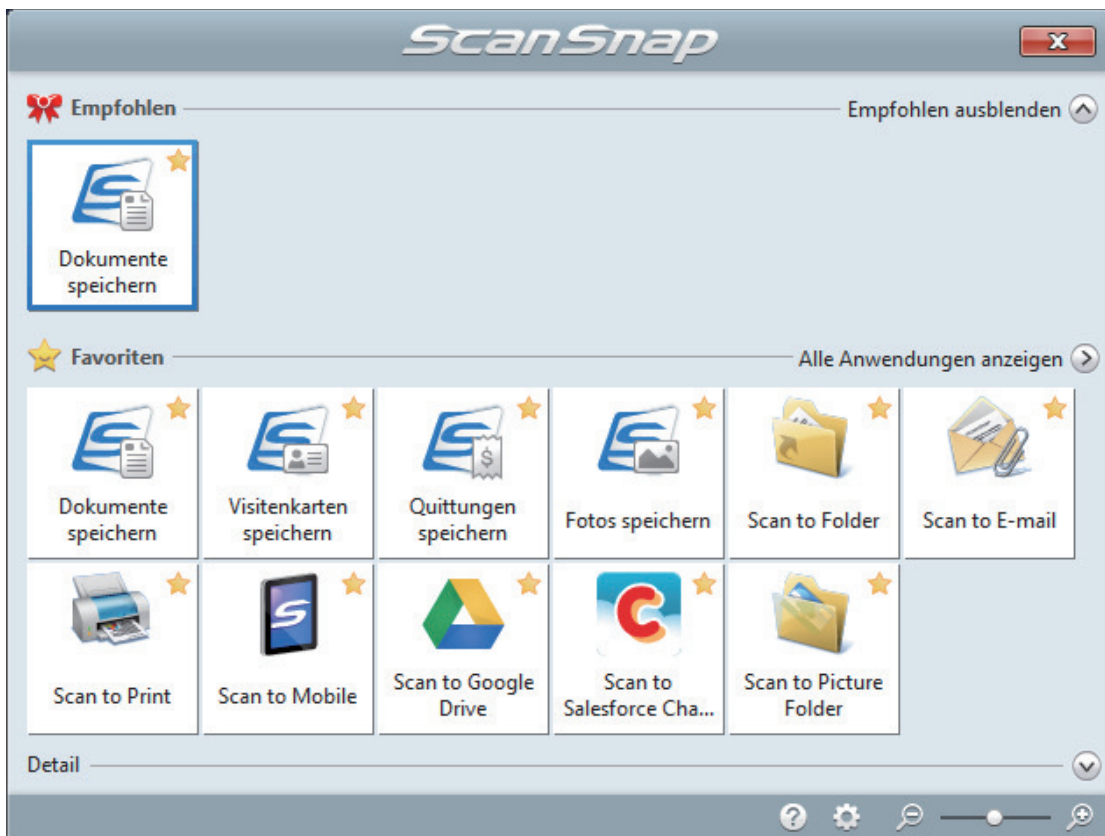 ScanSnap
Empfohlen
Empfohlen ausblenden
Dokumente
speichern
Favoriten
Alle Anwendungen anzeigen
Dokumente
speichern
Visitenkarten
speichern
Quittungen
speichern
Fotos speichern
Scan to Folder
Scan to E-mail
Scan to Print
Scan to Mobile
Scan to Google
Drive
Scan to
Salesforce Cha...
Scan to Picture
Folder
Detail